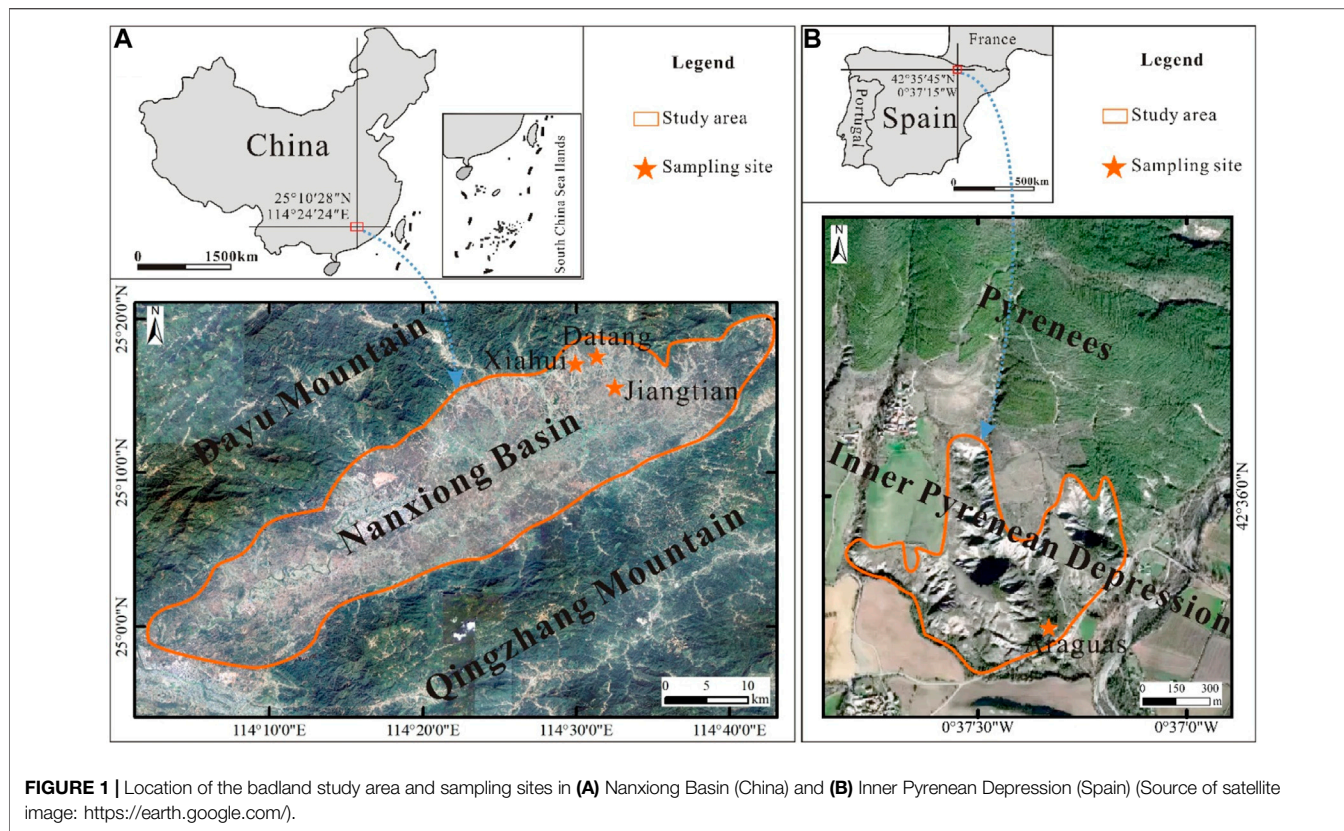 A
China
25°10′28″N
114°24′24″E
0 1500km
South China Sea Ilands
Legend
Study area
Sampling site
N
25°20′0″N
25°10′0″N
25°0′0″N
Dayu Mountain
Datang
Xiahui
Jiangtian
Nanxiong Basin
Qingzhang Mountain
0 5 10
km
114°10′0″E 114°20′0″E 114°30′0″E 114°40′0″E
B
France
42°35′45″N
0°37′15″W
Portugal
Spain
0 500km
Legend
Study area
Sampling site
N
Pyrenees
Inner Pyrenean Depression
Araguas
42°36′0″N
0 150 300
m
0°37′30″W 0°37′0″W
FIGURE 1 | Location of the badland study area and sampling sites in (A) Nanxiong Basin (China) and (B) Inner Pyrenean Depression (Spain) (Source of satellite
image: https://earth.google.com/).